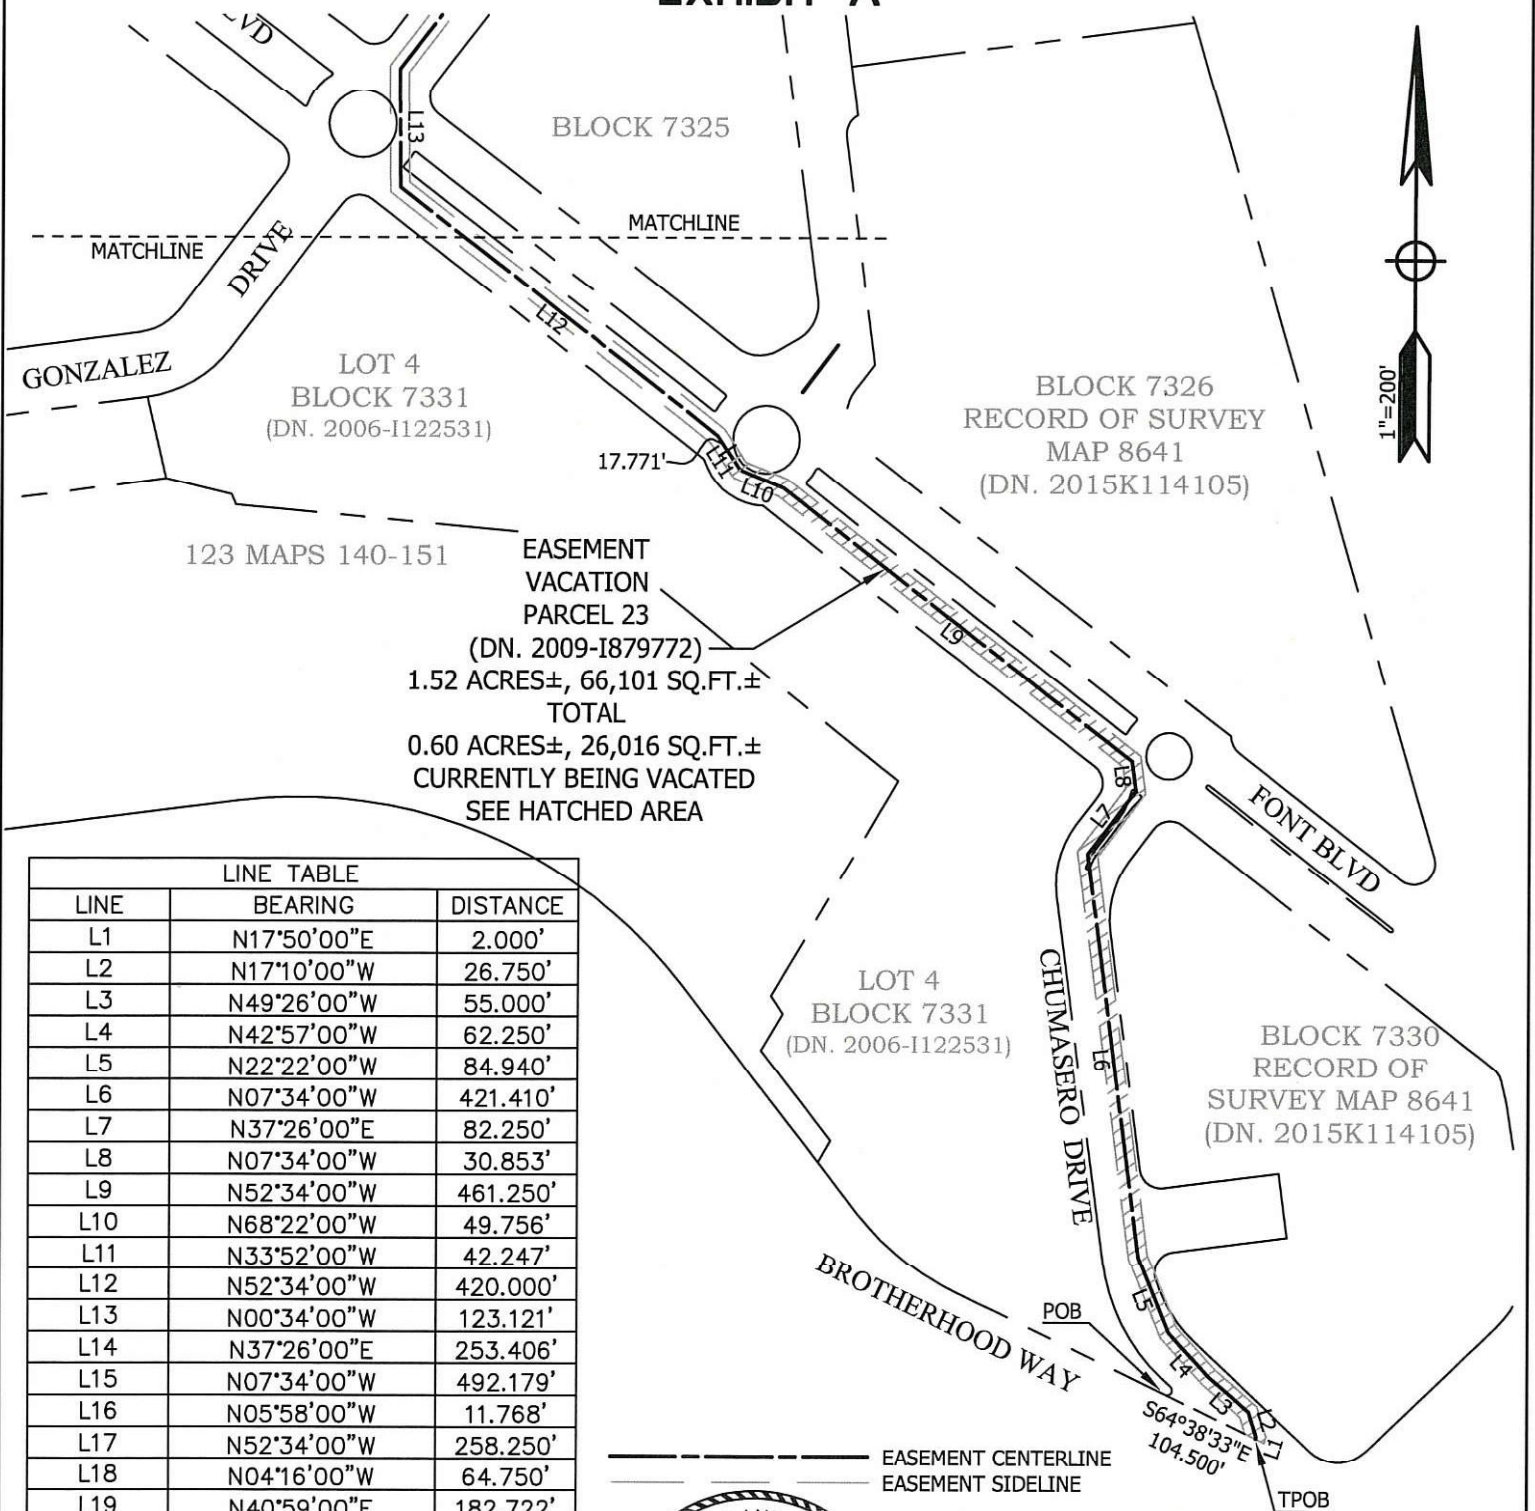 EXHIBIT "A"
LVD
L13
BLOCK 7325
MATCHLINE
MATCHLINE
DRIVE
GONZALEZ
L12
LOT 4
BLOCK 7331
(DN. 2006-I122531)
BLOCK 7326
RECORD OF SURVEY
MAP 8641
(DN. 2015K114105)
1"=200'
17.771'
L11
L10
123 MAPS 140-151
EASEMENT
VACATION
PARCEL 23
(DN. 2009-I879772)
1.52 ACRES±, 66,101 SQ.FT.±
TOTAL
0.60 ACRES±, 26,016 SQ.FT.±
CURRENTLY BEING VACATED
SEE HATCHED AREA
L9
L8
L7
FONT BLVD
LINE TABLE
LINE BEARING DISTANCE
L1 N17°50'00"E 2.000'
L2 N17°10'00"W 26.750'
L3 N49°26'00"W 55.000'
L4 N42°57'00"W 62.250'
L5 N22°22'00"W 84.940'
L6 N07°34'00"W 421.410'
L7 N37°26'00"E 82.250'
L8 N07°34'00"W 30.853'
L9 N52°34'00"W 461.250'
L10 N68°22'00"W 49.756'
L11 N33°52'00"W 42.247'
L12 N52°34'00"W 420.000'
L13 N00°34'00"W 123.121'
L14 N37°26'00"E 253.406'
L15 N07°34'00"W 492.179'
L16 N05°58'00"W 11.768'
L17 N52°34'00"W 258.250'
L18 N04°16'00"W 64.750'
L19 N40°59'00"E 182.722'
LOT 4
BLOCK 7331
(DN. 2006-I122531)
CHUMASERO DRIVE
L6
BLOCK 7330
RECORD OF
SURVEY MAP 8641
(DN. 2015K114105)
BROTHERHOOD WAY
POB
L5
L4
L3
L2
L1
S64°38'33"E
104.500'
TPOB
EASEMENT CENTERLINE
EASEMENT SIDELINE